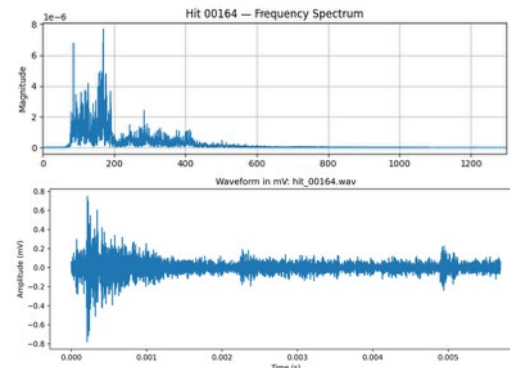 Hit 00164 — Frequency Spectrum
1e−6
8
6
4
2
0
Magnitude
0 200 400 600 800 1000 1200
Waveform in mV: hit_00164.wav
0.8
0.6
0.4
0.2
0.0
−0.2
−0.4
−0.6
−0.8
Amplitude (mV)
0.000 0.001 0.002 0.003 0.004 0.005
Time (s)